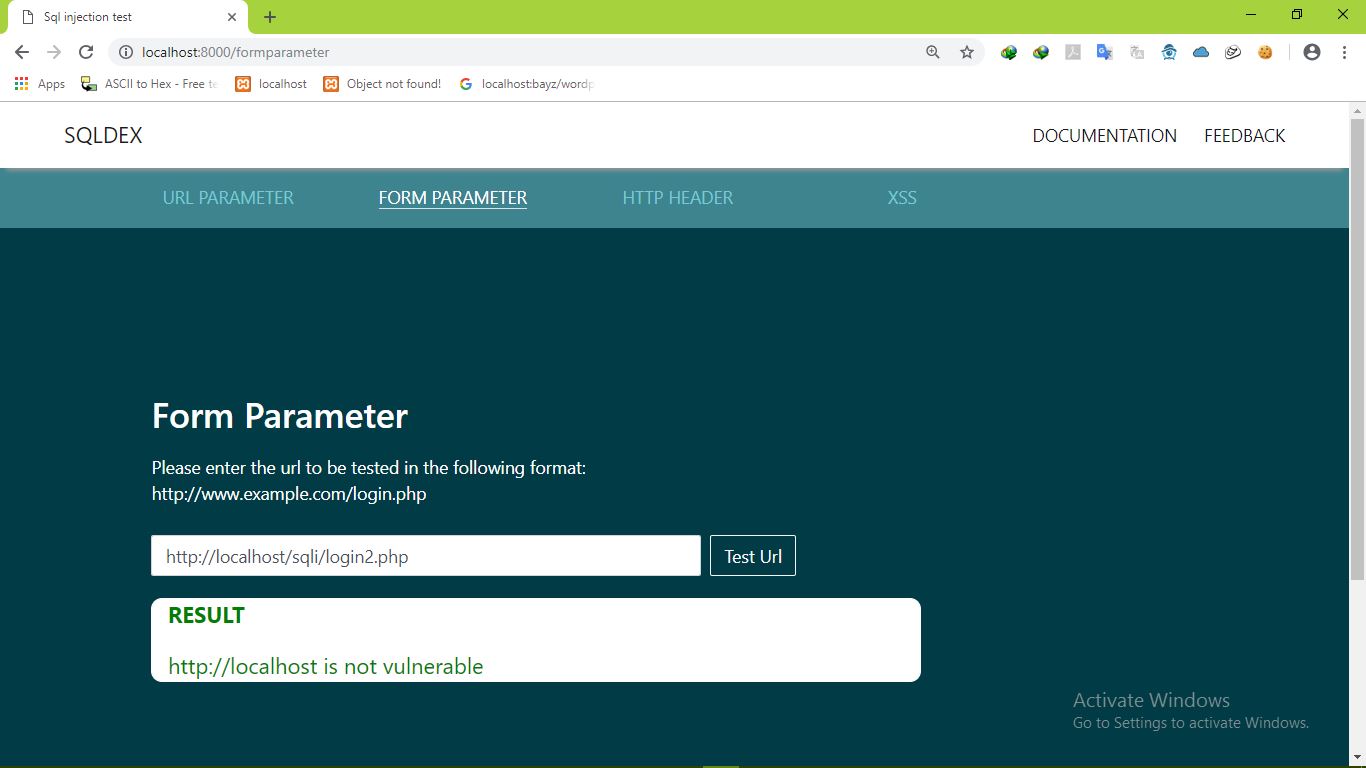 Sql injection test
localhost:8000/formparameter
Apps ASCII to Hex - Free te localhost Object not found! localhost:bayz/wordp
SQLDEX DOCUMENTATION FEEDBACK
URL PARAMETER FORM PARAMETER HTTP HEADER XSS
Form Parameter
Please enter the url to be tested in the following format:
http://www.example.com/login.php
http://localhost/sqli/login2.php Test Url
RESULT
http://localhost is not vulnerable
Activate Windows
Go to Settings to activate Windows.